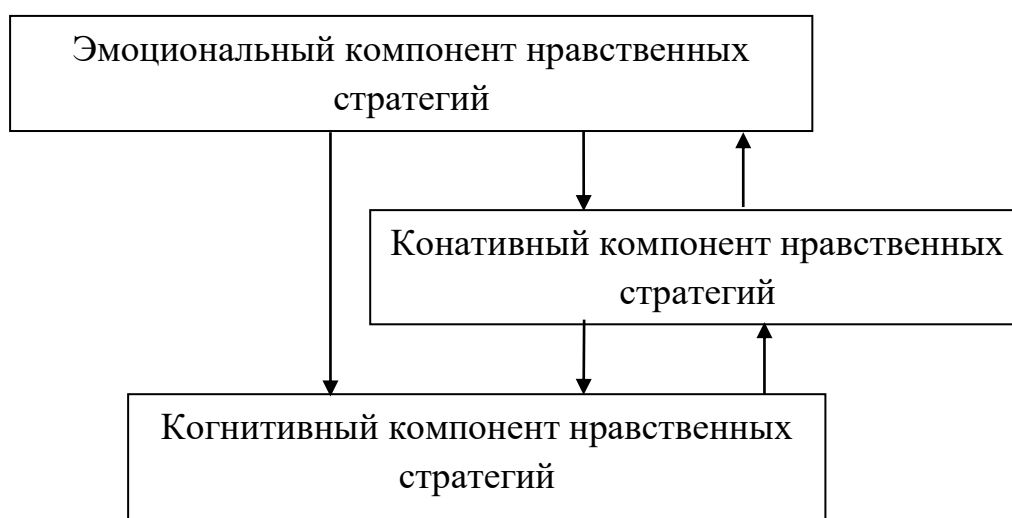 Эмоциональный компонент нравственных
стратегий
Конативный компонент нравственных
стратегий
Когнитивный компонент нравственных
стратегий